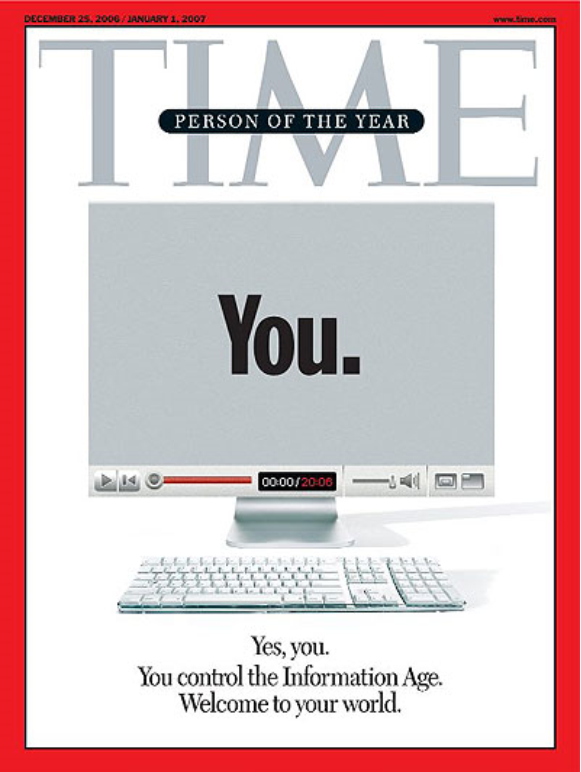 DECEMBER 25, 2006 / JANUARY 1, 2007
www.time.com
TIME
PERSON OF THE YEAR
You.
00:00/20:06
Yes, you.
You control the Information Age.
Welcome to your world.